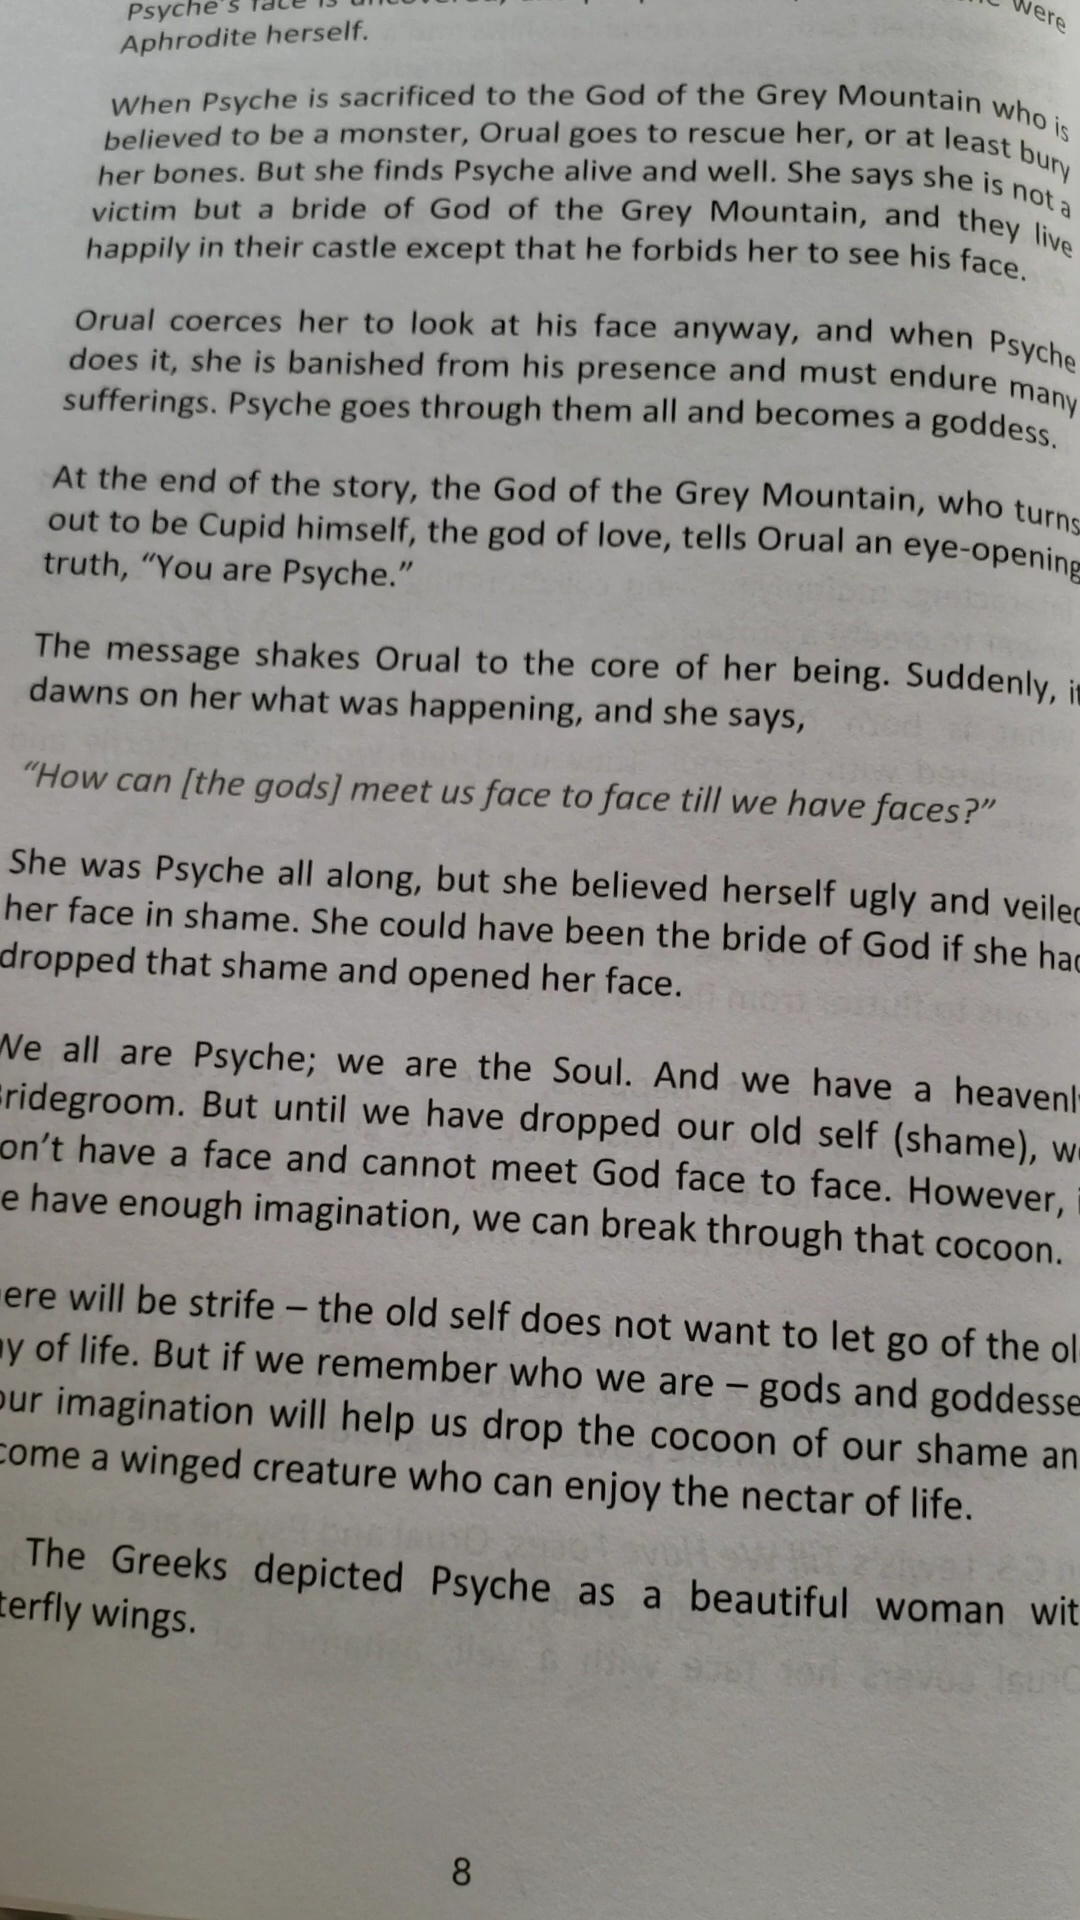 Psyche's face is uncovered, were
Aphrodite herself.
When Psyche is sacrificed to the God of the Grey Mountain who is
believed to be a monster, Orual goes to rescue her, or at least bury
her bones. But she finds Psyche alive and well. She says she is not a
victim but a bride of God of the Grey Mountain, and they live
happily in their castle except that he forbids her to see his face.
Orual coerces her to look at his face anyway, and when Psyche
does it, she is banished from his presence and must endure many
sufferings. Psyche goes through them all and becomes a goddess.
At the end of the story, the God of the Grey Mountain, who turns
out to be Cupid himself, the god of love, tells Orual an eye-opening
truth, “You are Psyche.”
The message shakes Orual to the core of her being. Suddenly, it
dawns on her what was happening, and she says,
“How can [the gods] meet us face to face till we have faces?”
She was Psyche all along, but she believed herself ugly and veiled
her face in shame. She could have been the bride of God if she had
dropped that shame and opened her face.
We all are Psyche; we are the Soul. And we have a heavenl
ridegroom. But until we have dropped our old self (shame), we
on't have a face and cannot meet God face to face. However, i
e have enough imagination, we can break through that cocoon.
ere will be strife – the old self does not want to let go of the ol
y of life. But if we remember who we are – gods and goddesse
our imagination will help us drop the cocoon of our shame an
come a winged creature who can enjoy the nectar of life.
The Greeks depicted Psyche as a beautiful woman wit
terfly wings.
8